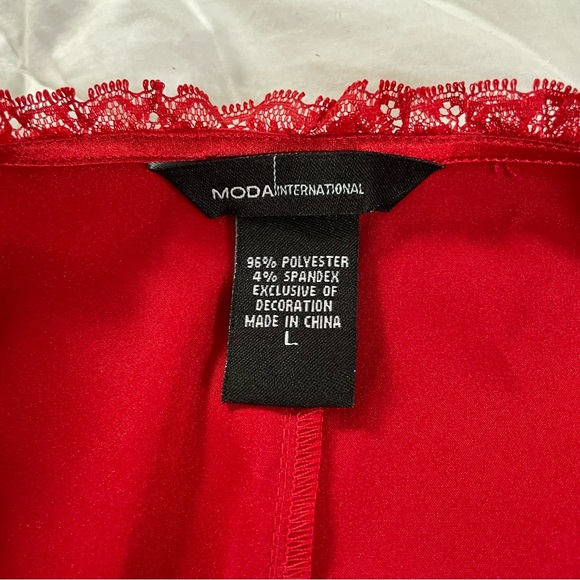 MODA INTERNATIONAL
96% POLYESTER
4% SPANDEX
EXCLUSIVE OF
DECORATION
MADE IN CHINA
L